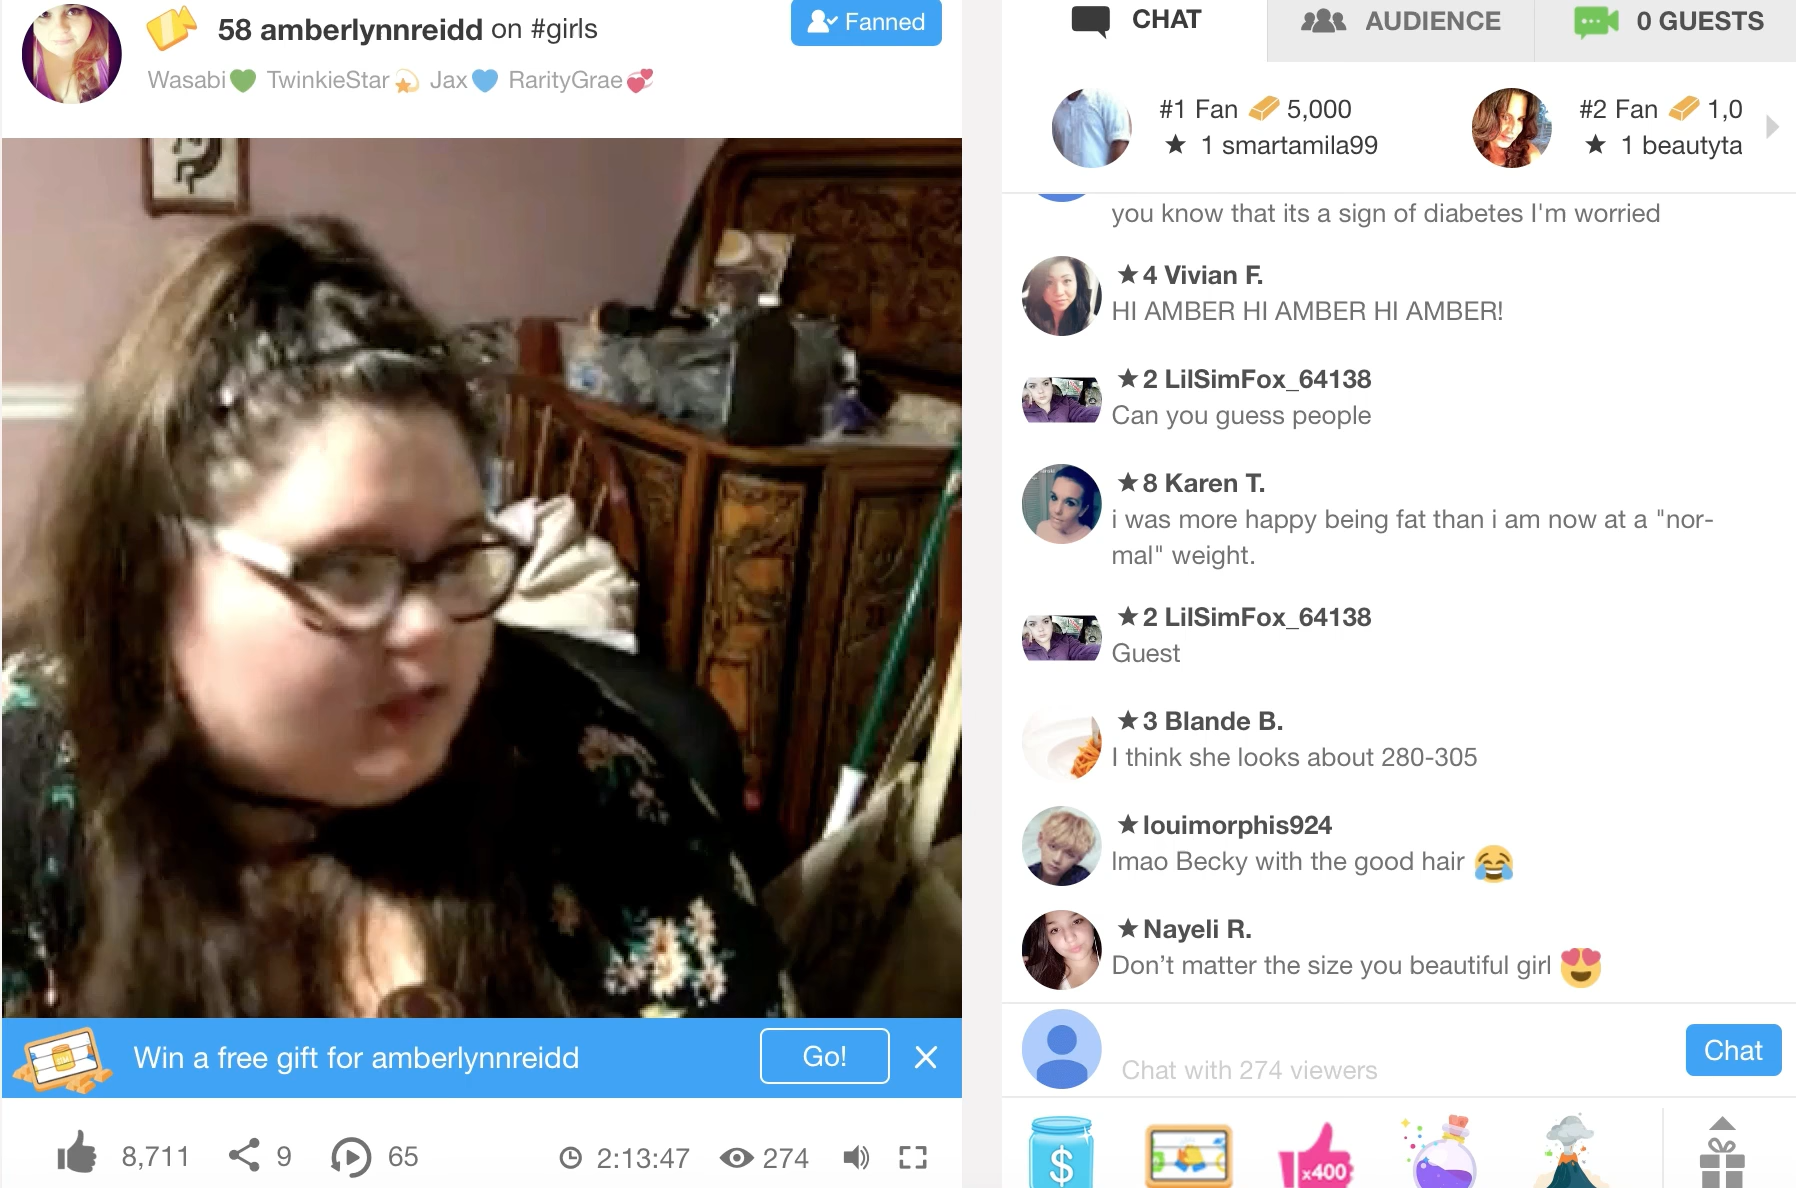 58 amberlynnreidd on #girls
Fanned
Wasabi💚 TwinkieStar💫 Jax💙 RarityGrae💞
Win a free gift for amberlynnreidd
Go!
8,711
9
65
2:13:47
274
CHAT
AUDIENCE
0 GUESTS
#1 Fan 5,000
★ 1 smartamila99
#2 Fan 1,0
★ 1 beautyta
you know that its a sign of diabetes I'm worried
★4 Vivian F.
HI AMBER HI AMBER HI AMBER!
★2 LilSimFox_64138
Can you guess people
★8 Karen T.
i was more happy being fat than i am now at a "nor-
mal" weight.
★2 LilSimFox_64138
Guest
★3 Blande B.
I think she looks about 280-305
★louimorphis924
lmao Becky with the good hair 😂
★Nayeli R.
Don’t matter the size you beautiful girl 😍
Chat with 274 viewers
Chat
$
x400